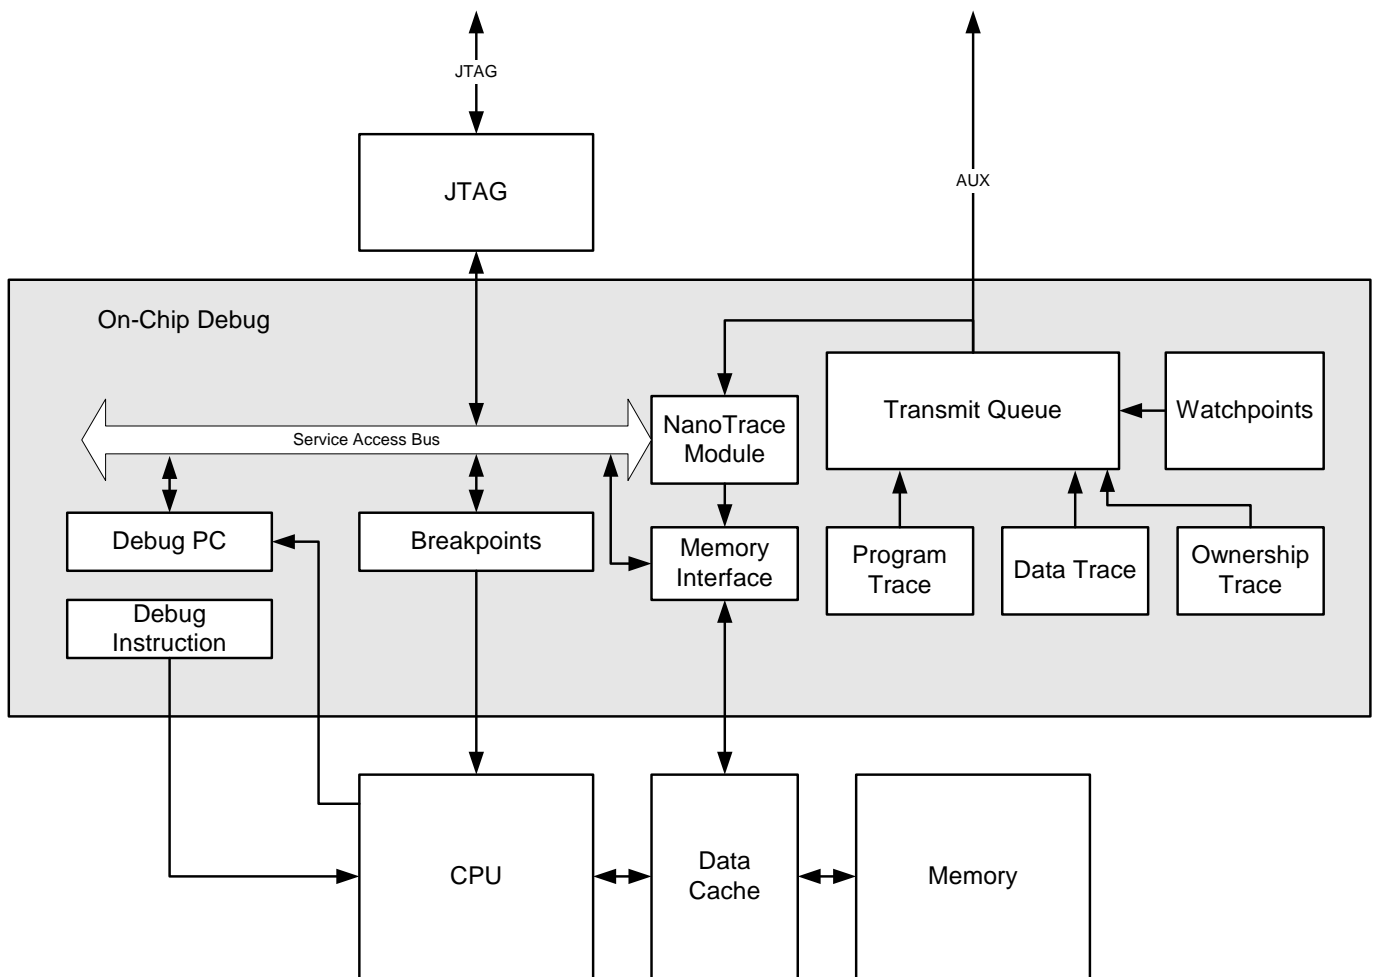 JTAG
AUX
JTAG
On-Chip Debug
Service Access Bus
NanoTrace
Module
Transmit Queue
Watchpoints
Debug PC
Breakpoints
Memory
Interface
Program
Trace
Data Trace
Ownership
Trace
Debug
Instruction
CPU
Data
Cache
Memory